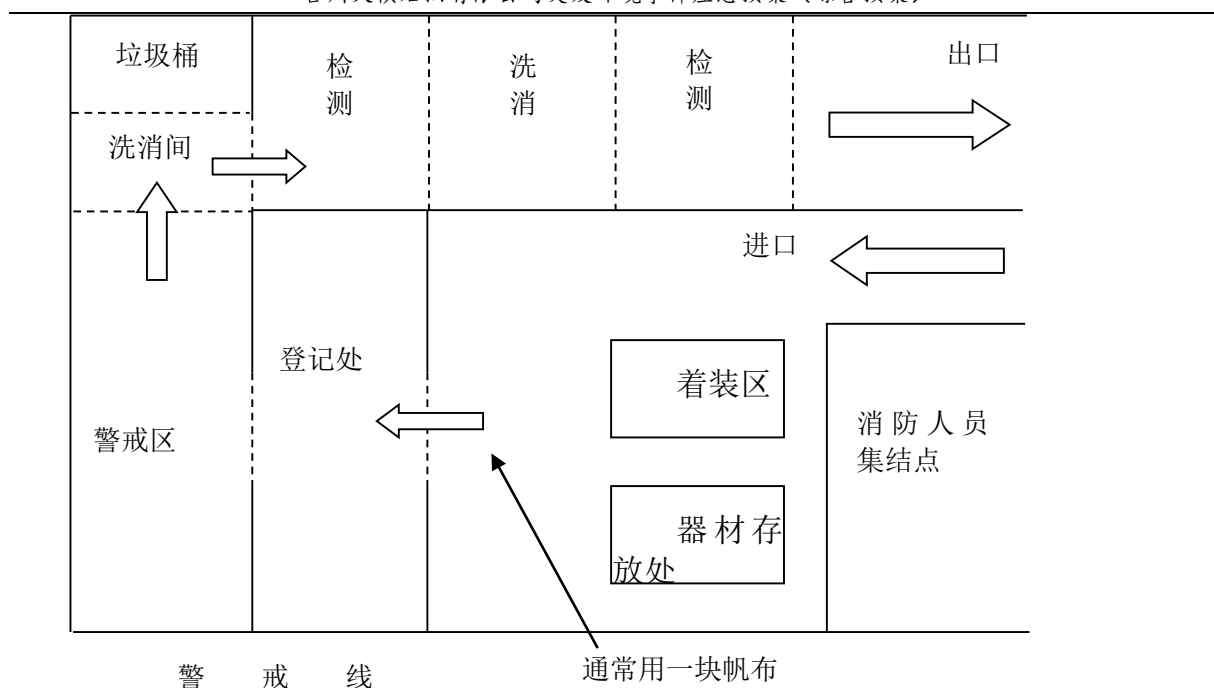 垃圾桶
检
测
洗
消
检
测
出口
洗消间
进口
登记处
着装区
警戒区
消防人员
集结点
器材存
放处
通常用一块帆布
警 戒 线